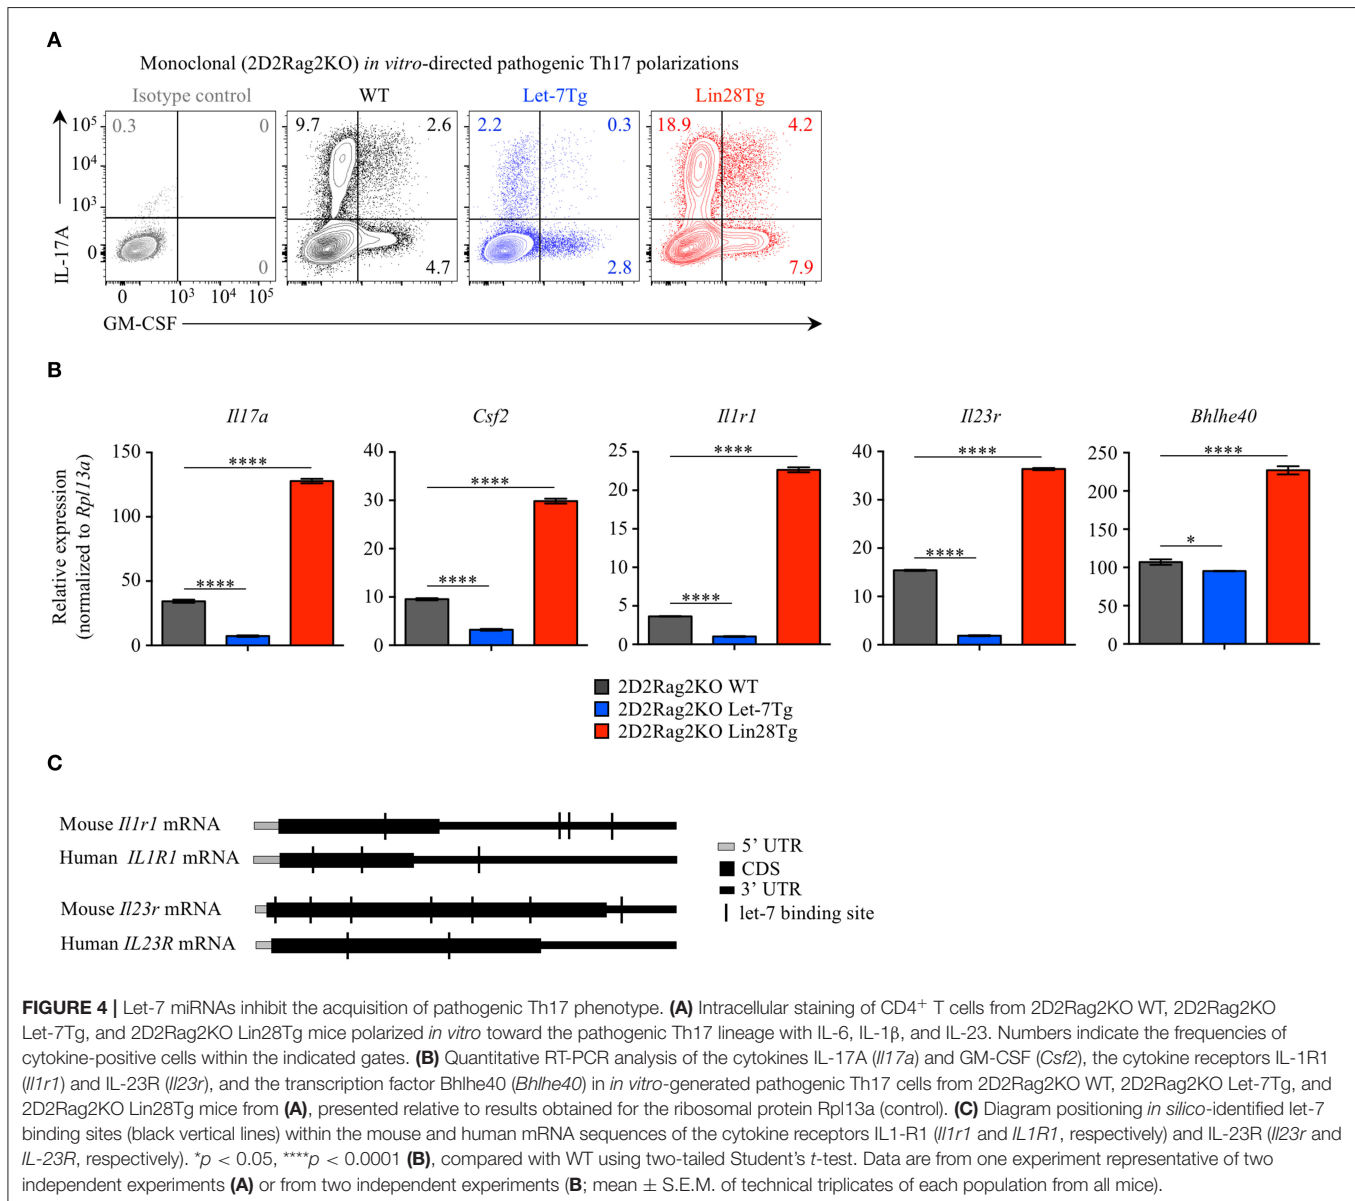 A
Monoclonal (2D2Rag2KO) in vitro-directed pathogenic Th17 polarizations
Isotype control WT Let-7Tg Lin28Tg
IL-17A
10⁵
10⁴
10³
0
0.3 0
0
9.7 2.6
4.7
2.2 0.3
2.8
18.9 4.2
7.9
0 10³ 10⁴ 10⁵
GM-CSF
B
Relative expression
(normalized to Rpl13a)
Il17a
150
100
50
0
****
****
Csf2
40
30
20
10
0
****
****
Il1r1
25
22
15
10
5
0
****
****
Il23r
40
30
20
10
0
****
****
Bhlhe40
250
200
150
100
50
0
****
*
2D2Rag2KO WT
2D2Rag2KO Let-7Tg
2D2Rag2KO Lin28Tg
C
Mouse Il1r1 mRNA
Human IL1R1 mRNA
Mouse Il23r mRNA
Human IL23R mRNA
5' UTR
CDS
3' UTR
let-7 binding site
FIGURE 4 | Let-7 miRNAs inhibit the acquisition of pathogenic Th17 phenotype. (A) Intracellular staining of CD4⁺ T cells from 2D2Rag2KO WT, 2D2Rag2KO
Let-7Tg, and 2D2Rag2KO Lin28Tg mice polarized in vitro toward the pathogenic Th17 lineage with IL-6, IL-1β, and IL-23. Numbers indicate the frequencies of
cytokine-positive cells within the indicated gates. (B) Quantitative RT-PCR analysis of the cytokines IL-17A (Il17a) and GM-CSF (Csf2), the cytokine receptors IL-1R1
(Il1r1) and IL-23R (Il23r), and the transcription factor Bhlhe40 (Bhlhe40) in in vitro-generated pathogenic Th17 cells from 2D2Rag2KO WT, 2D2Rag2KO Let-7Tg, and
2D2Rag2KO Lin28Tg mice from (A), presented relative to results obtained for the ribosomal protein Rpl13a (control). (C) Diagram positioning in silico-identified let-7
binding sites (black vertical lines) within the mouse and human mRNA sequences of the cytokine receptors IL1-R1 (Il1r1 and IL1R1, respectively) and IL-23R (Il23r and
IL-23R, respectively). *p < 0.05, ****p < 0.0001 (B), compared with WT using two-tailed Student's t-test. Data are from one experiment representative of two
independent experiments (A) or from two independent experiments (B; mean ± S.E.M. of technical triplicates of each population from all mice).